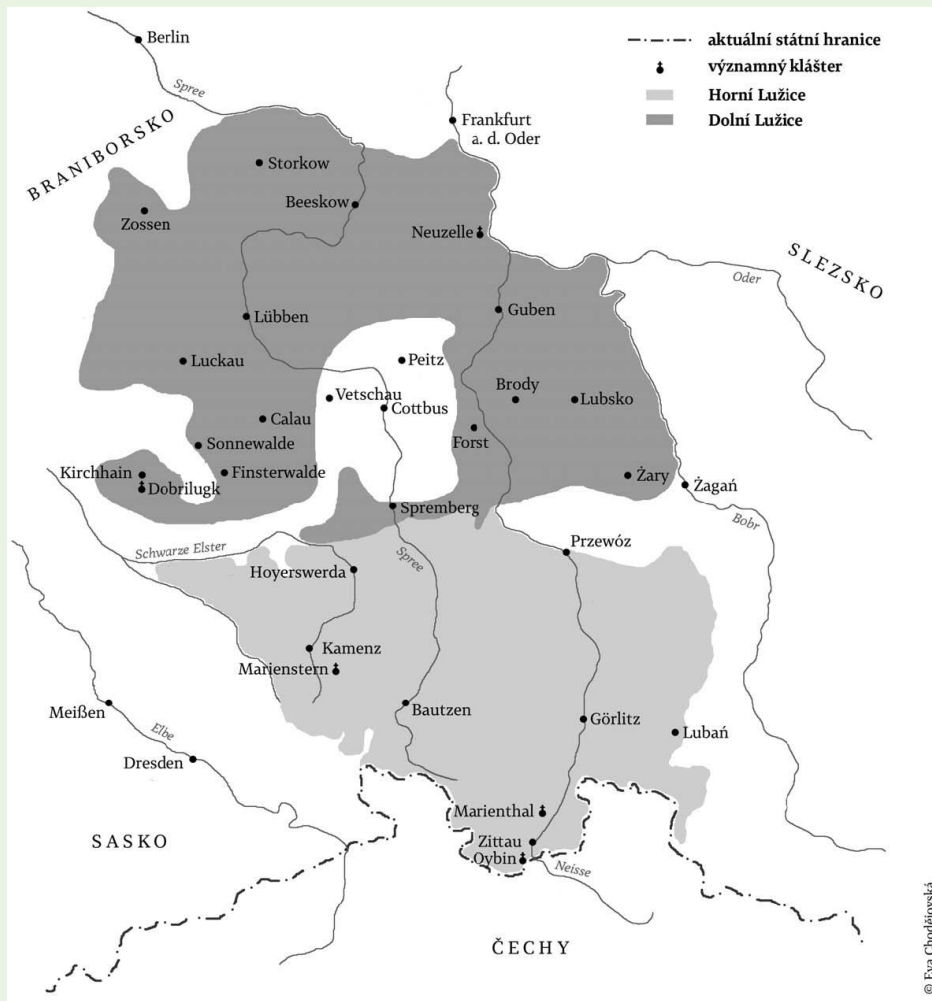 Berlin
Spree
BRANIBORSKO
aktuální státní hranice
významný klášter
Horní Lužice
Dolní Lužice
Frankfurt
a. d. Oder
Storkow
Beeskow
Zossen
Neuzelle
SLEZSKO
Oder
Lübben
Guben
Luckau
Peitz
Vetschau
Cottbus
Brody
Lubsko
Calau
Forst
Sonnewalde
Kirchhain
Finsterwalde
Dobrilugk
Żary
Żagań
Spremberg
Bobr
Schwarze Elster
Przewóz
Spree
Hoyerswerda
Kamenz
Marienstern
Meißen
Bautzen
Görlitz
Lubań
Elbe
Dresden
Marienthal
SASKO
Zittau
Oybin
Neisse
ČECHY
© Eva Chodějovská